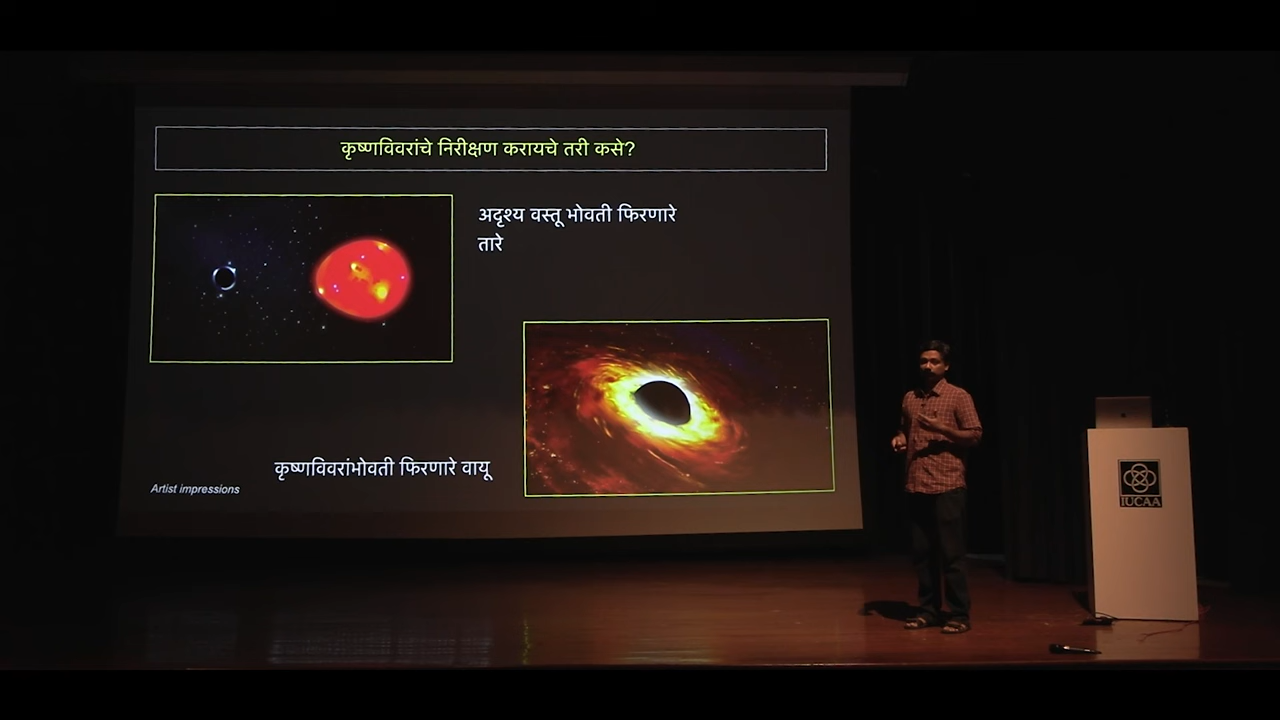 कृष्णविवरांचे निरीक्षण करायचे तरी कसे?
अदृश्य वस्तू भोवती फिरणारे
तारे
कृष्णविवरांभोवती फिरणारे वायू
Artist impressions
IUCAA